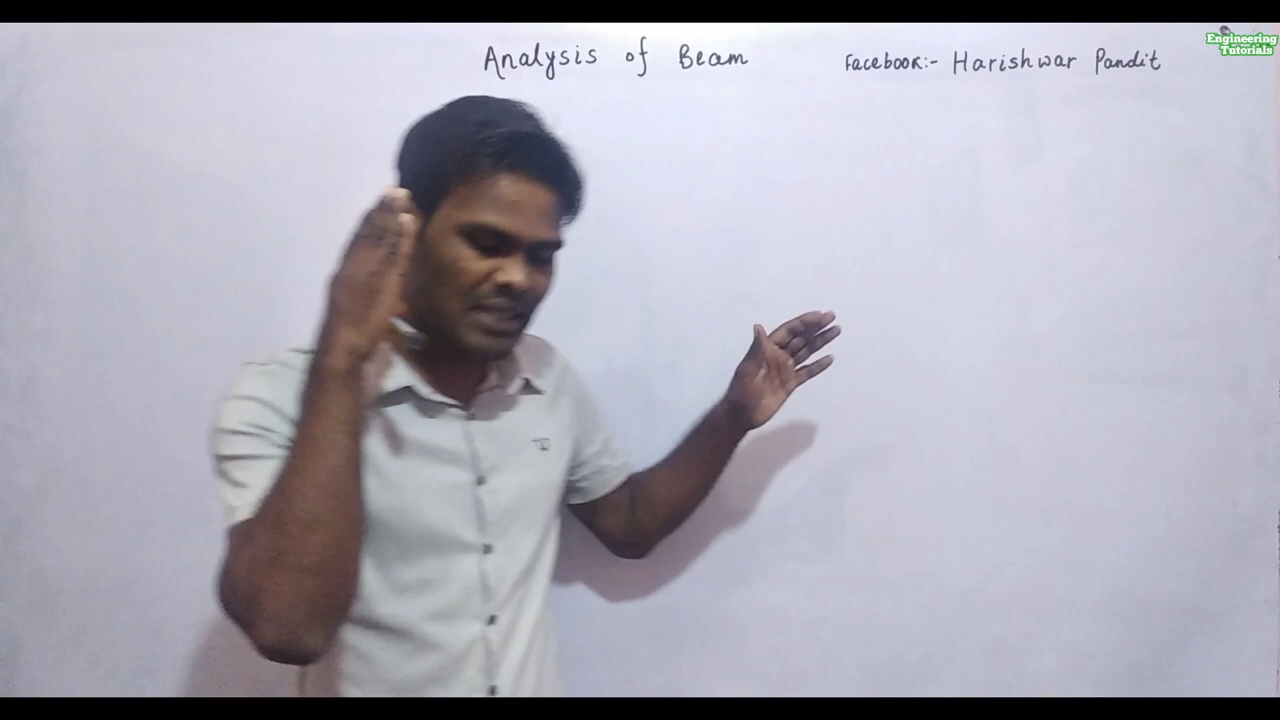 Analysis of Beam
Facebook:- Harishwar Pandit
Engineering
Tutorials